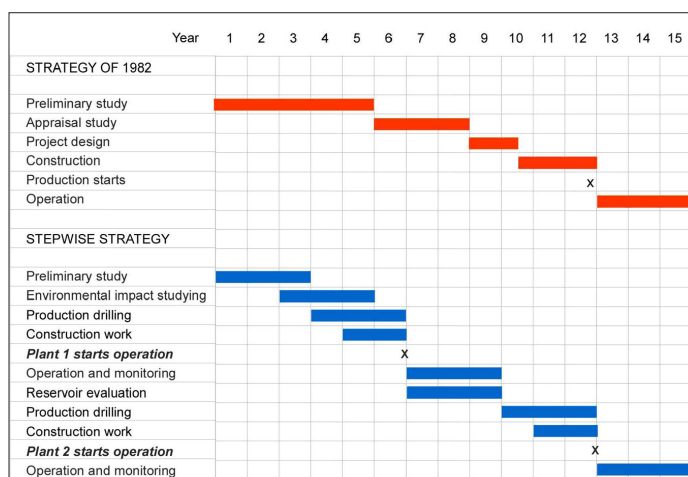 Year 1 2 3 4 5 6 7 8 9 10 11 12 13 14 15
STRATEGY OF 1982
Preliminary study
Appraisal study
Project design
Construction
Production starts x
Operation
STEPWISE STRATEGY
Preliminary study
Environmental impact studying
Production drilling
Construction work
Plant 1 starts operation x
Operation and monitoring
Reservoir evaluation
Production drilling
Construction work
Plant 2 starts operation x
Operation and monitoring